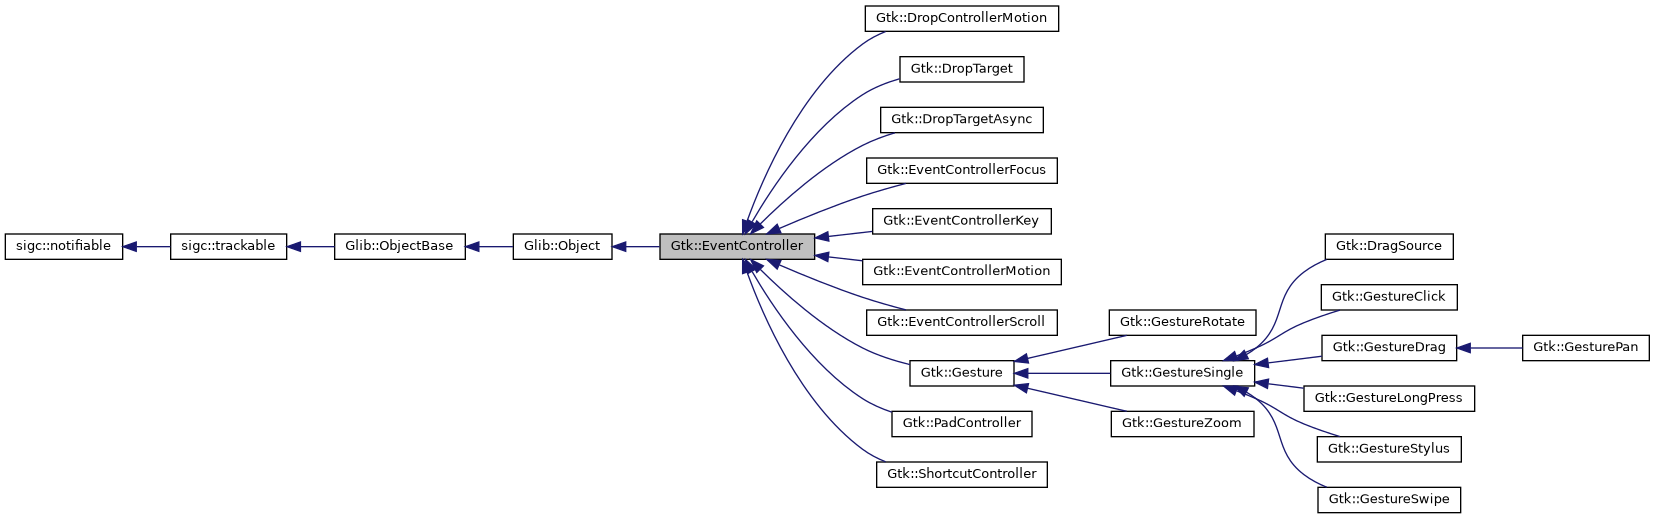 Gtk::DropControllerMotion
Gtk::DropTarget
Gtk::DropTargetAsync
Gtk::EventControllerFocus
Gtk::EventControllerKey
sigc::notifiable
sigc::trackable
Glib::ObjectBase
Glib::Object
Gtk::EventController
Gtk::DragSource
Gtk::EventControllerMotion
Gtk::GestureClick
Gtk::EventControllerScroll
Gtk::GestureRotate
Gtk::GestureDrag
Gtk::GesturePan
Gtk::Gesture
Gtk::GestureSingle
Gtk::GestureLongPress
Gtk::PadController
Gtk::GestureZoom
Gtk::GestureStylus
Gtk::ShortcutController
Gtk::GestureSwipe